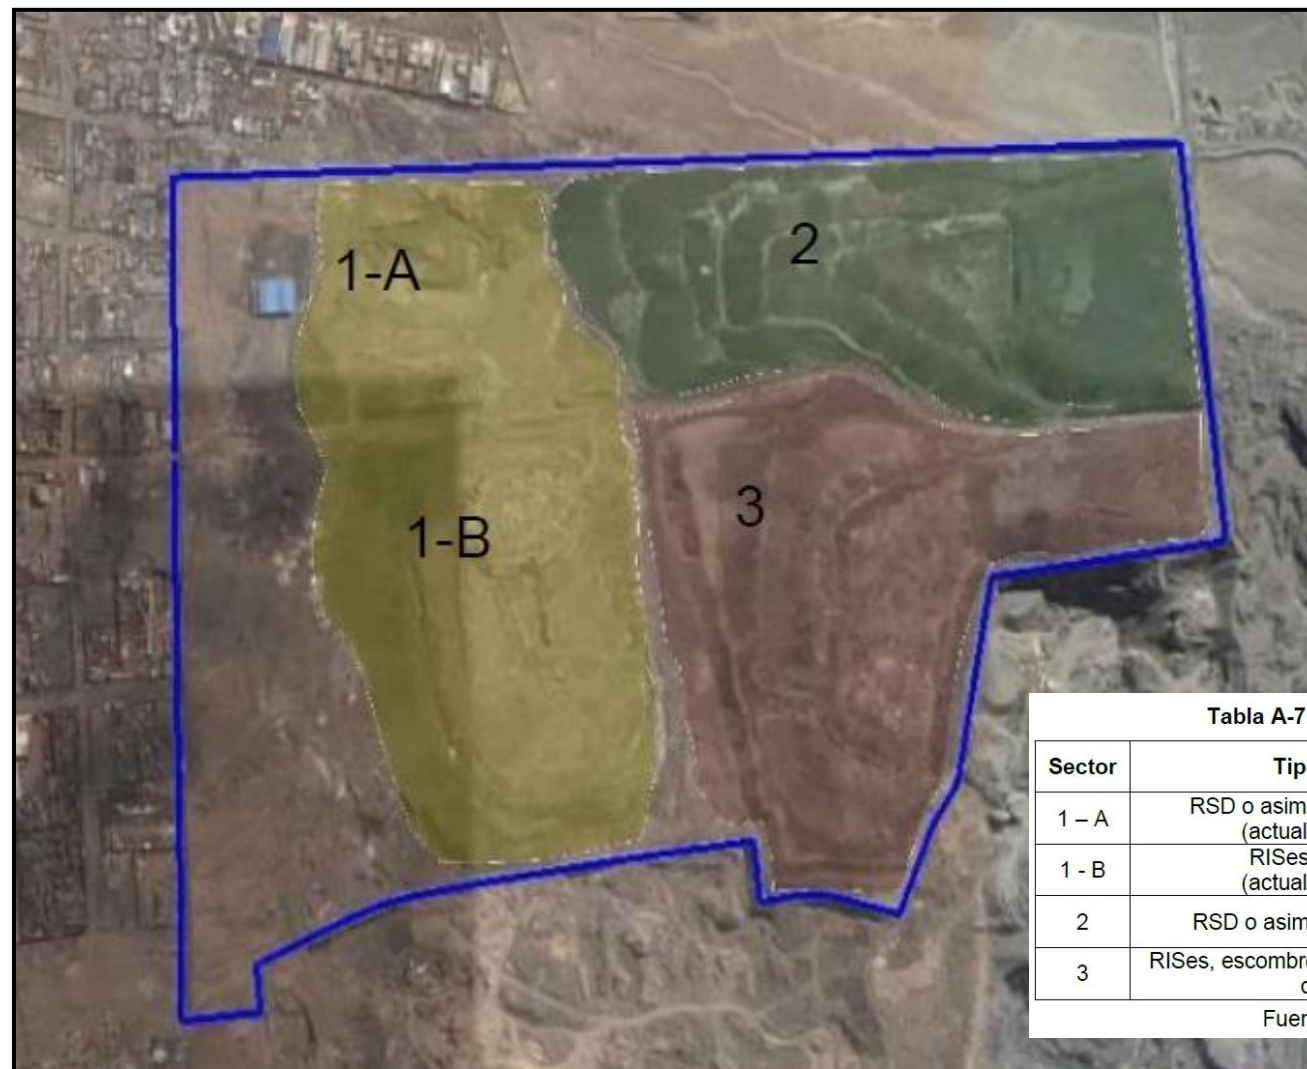 1-A
2
3
1-B
Tabla A-7
Sector Tip
1 – A RSD o asim
(actual
1 - B RISes
(actual
2 RSD o asim
3 RISes, escombr
Fuer